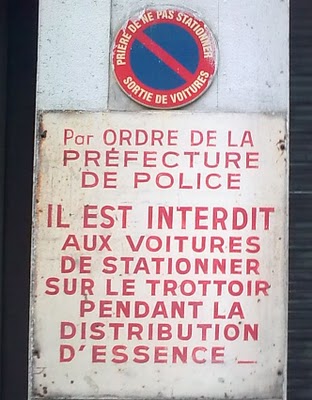 PRIÈRE DE NE PAS STATIONNER
SORTIE DE VOITURES
Par ORDRE DE LA
PRÉFECTURE
DE POLICE
IL EST INTERDIT
AUX VOITURES
DE STATIONNER
SUR LE TROTTOIR
PENDANT LA
DISTRIBUTION
D'ESSENCE _